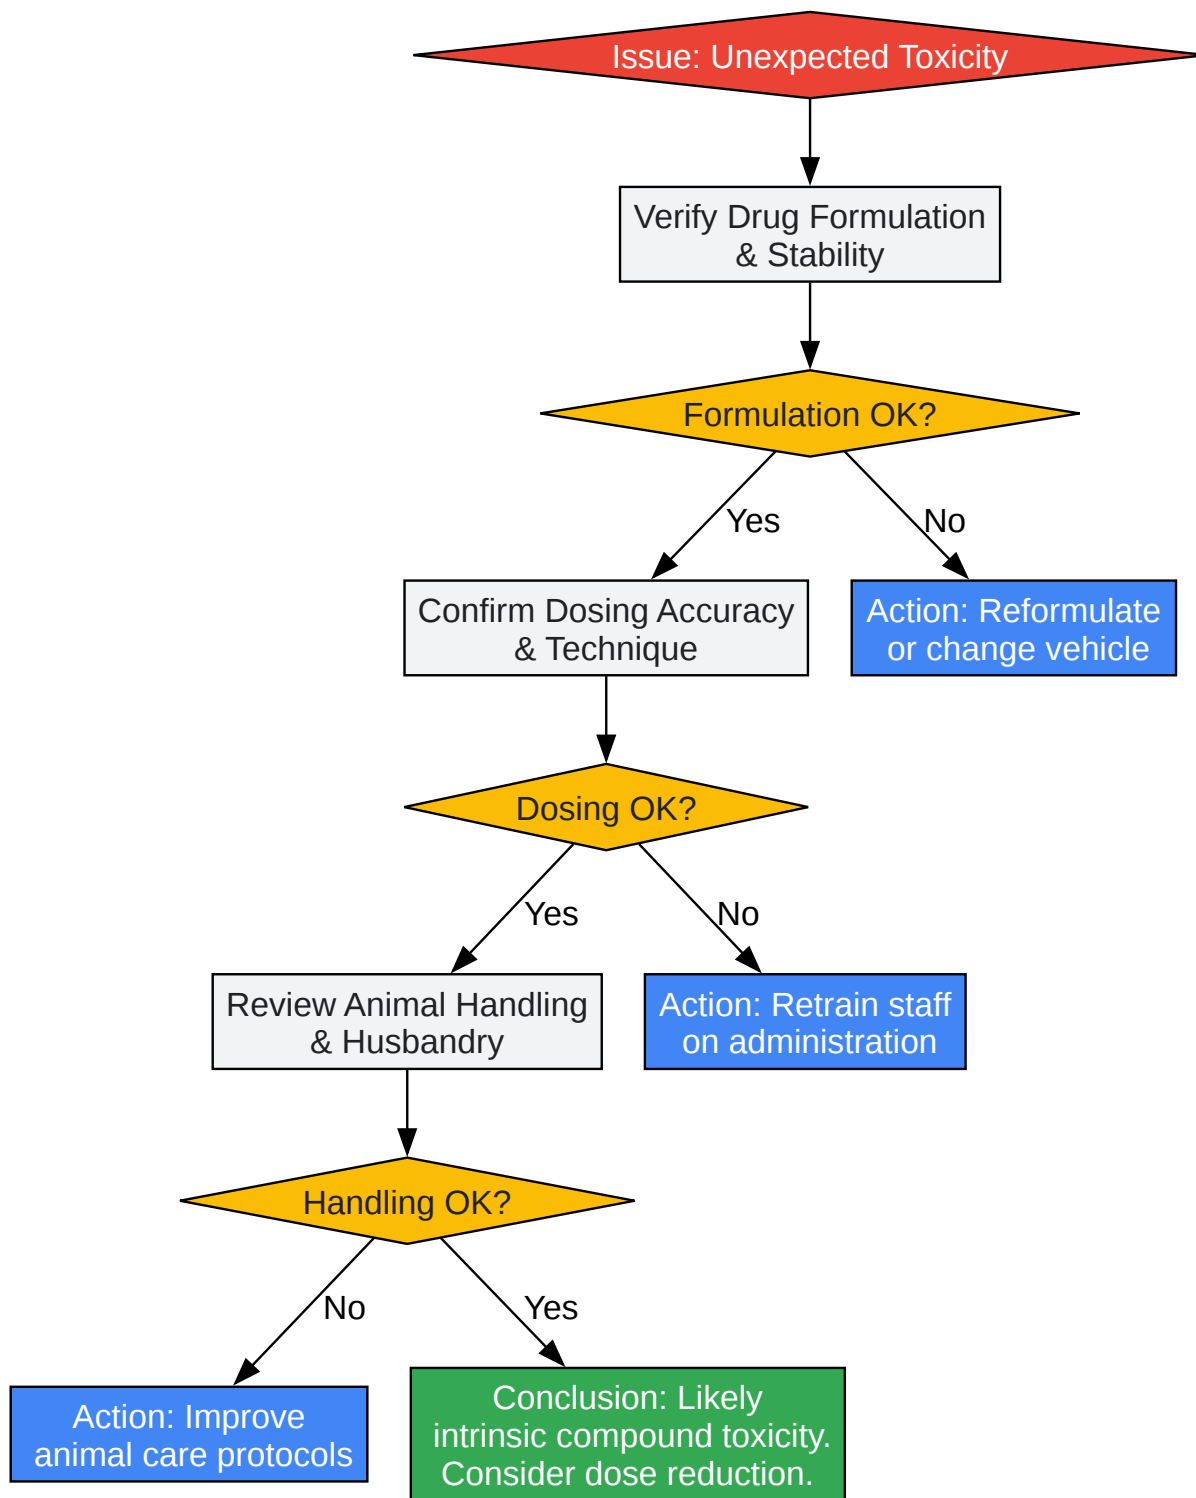 Issue: Unexpected Toxicity
Verify Drug Formulation
& Stability
Formulation OK?
Yes
No
Confirm Dosing Accuracy
& Technique
Action: Reformulate
or change vehicle
Dosing OK?
Yes
No
Review Animal Handling
& Husbandry
Action: Retrain staff
on administration
Handling OK?
No
Yes
Action: Improve
animal care protocols
Conclusion: Likely
intrinsic compound toxicity.
Consider dose reduction.